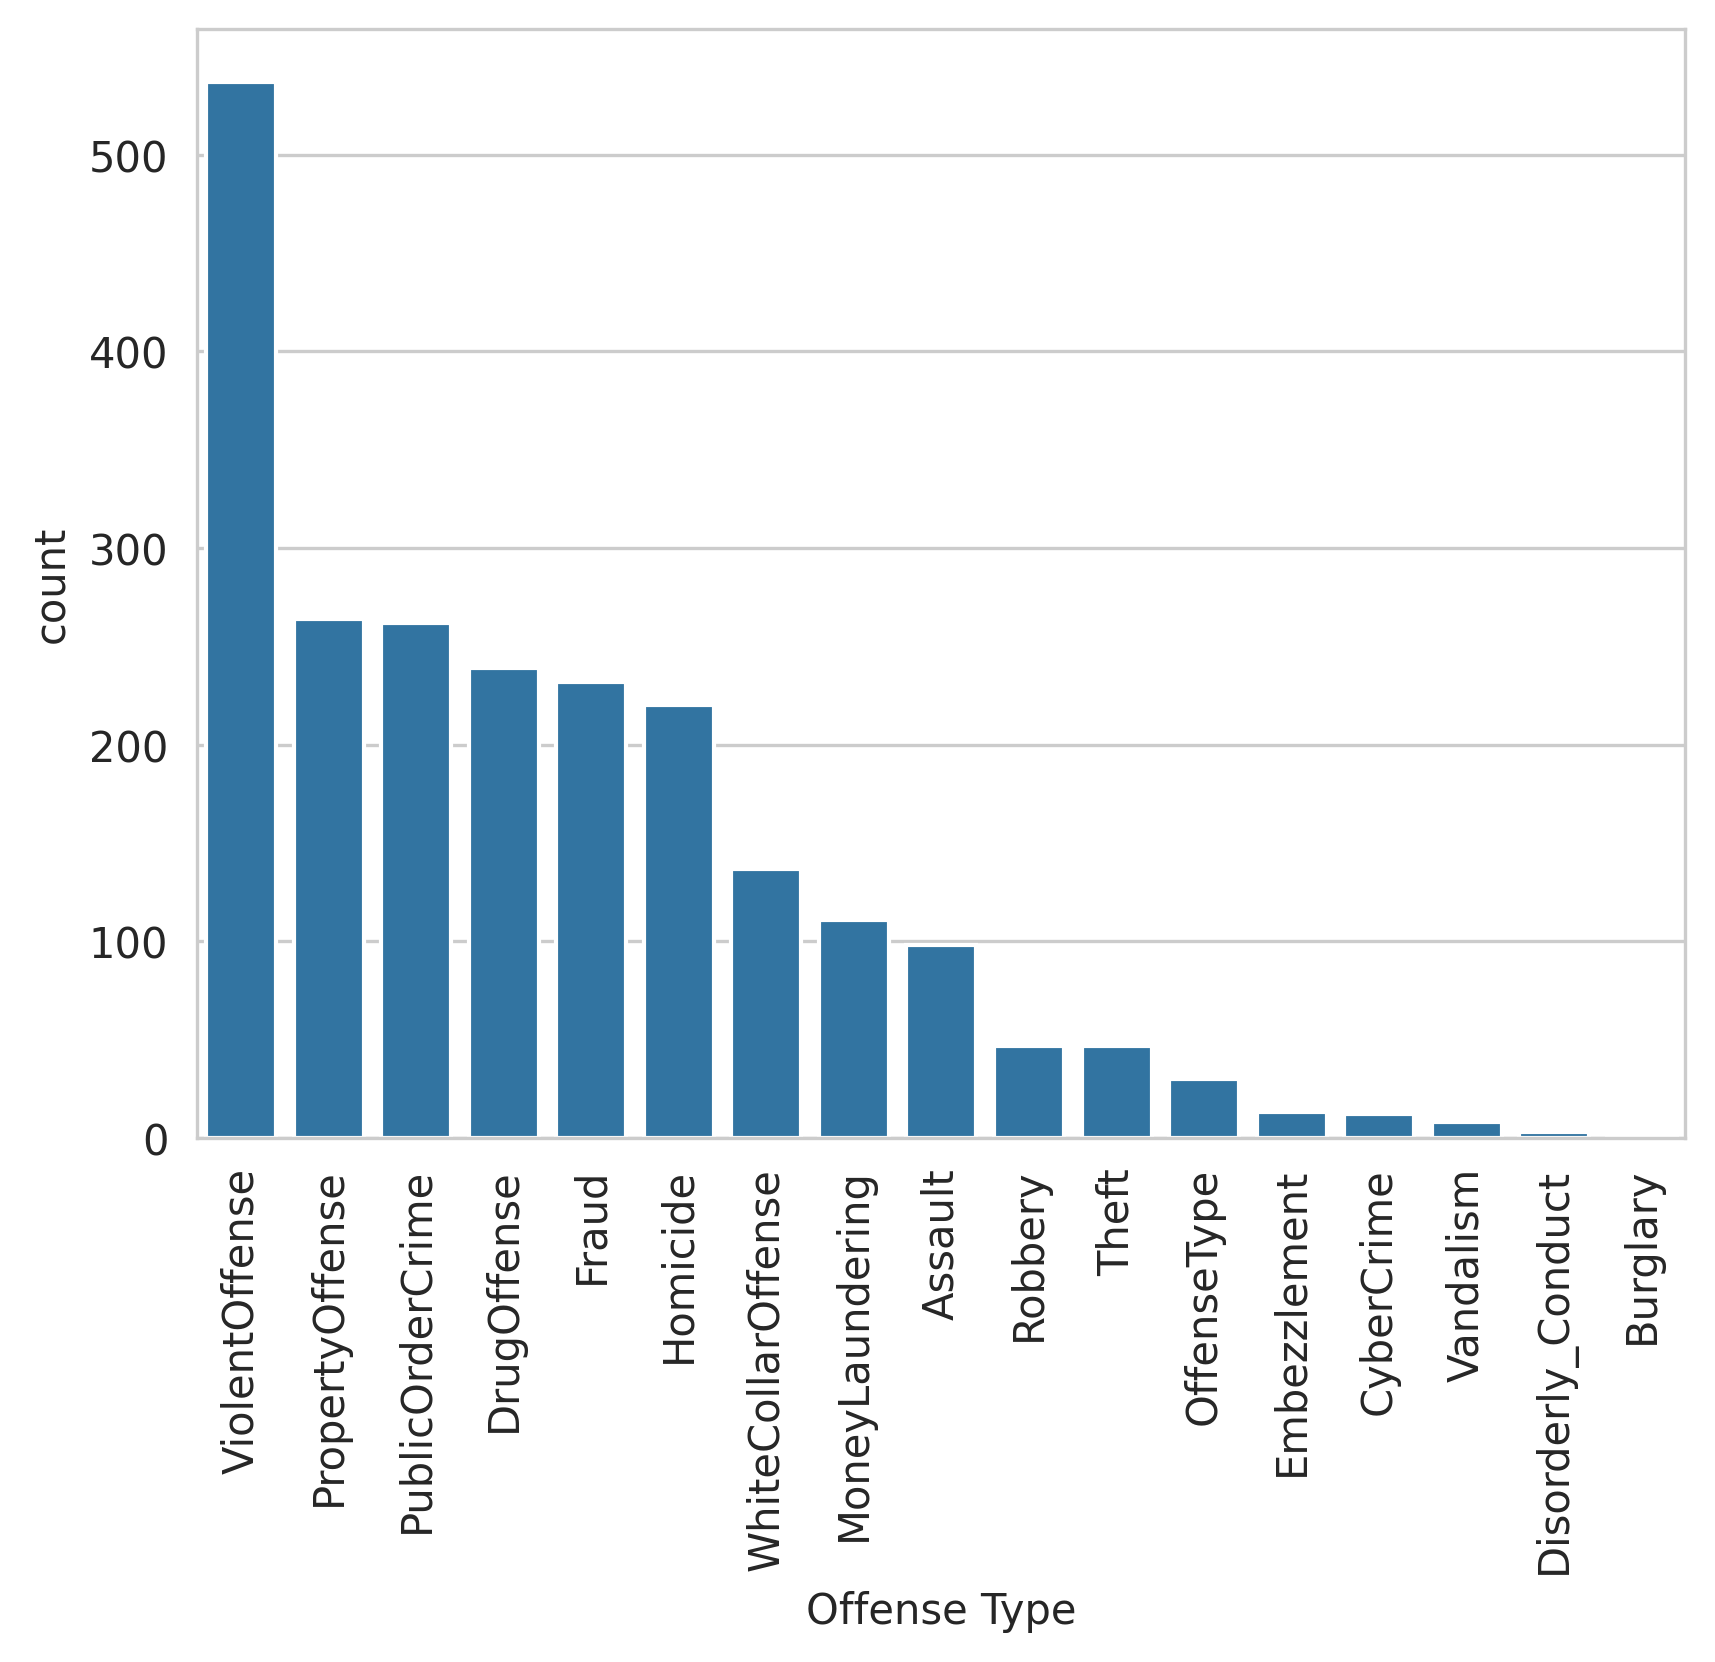 500
400
300
200
100
0
count
ViolentOffense
PropertyOffense
PublicOrderCrime
DrugOffense
Fraud
Homicide
WhiteCollarOffense
MoneyLaundering
Assault
Robbery
Theft
OffenseType
Embezzlement
CyberCrime
Vandalism
Disorderly_Conduct
Burglary
Offense Type